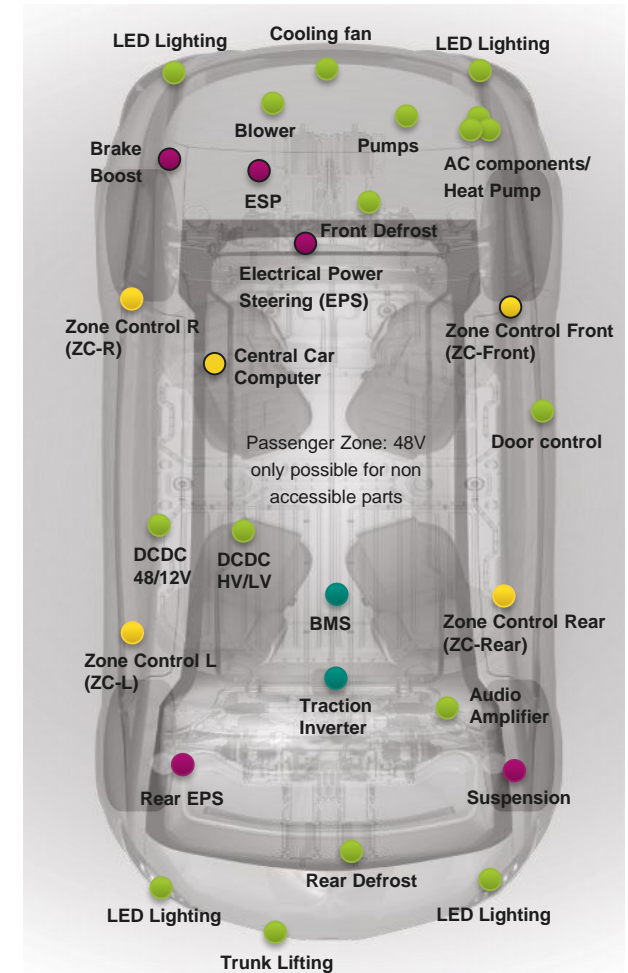 Cooling fan
LED Lighting
LED Lighting
Blower
Pumps
Brake
Boost
AC components/
Heat Pump
ESP
Front Defrost
Electrical Power
Steering (EPS)
Zone Control R
(ZC-R)
Zone Control Front
(ZC-Front)
Central Car
Computer
Door control
Passenger Zone: 48V
only possible for non
accessible parts
DCDC
48/12V
DCDC
HV/LV
BMS
Zone Control Rear
(ZC-Rear)
Zone Control L
(ZC-L)
Traction
Inverter
Audio
Amplifier
Rear EPS
Suspension
Rear Defrost
LED Lighting
LED Lighting
Trunk Lifting